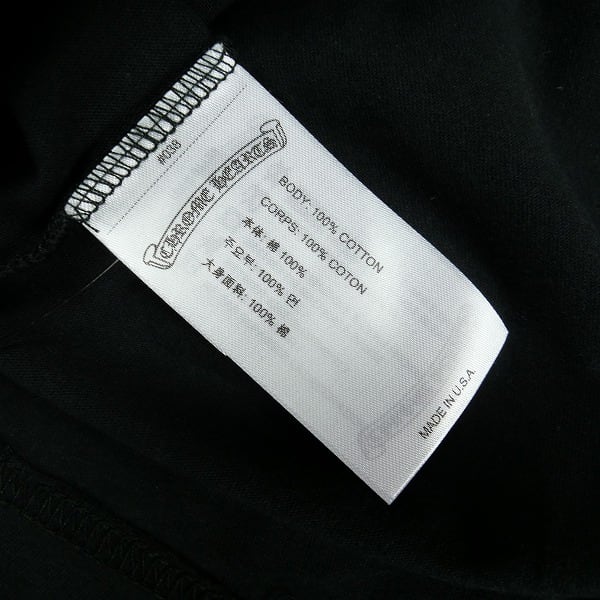 #038
CHROME HEARTS
BODY: 100% COTTON
CORPS: 100% COTON
本体: 棉 100%
주요부: 100% 면
大身面料: 100% 棉
MADE IN U.S.A.